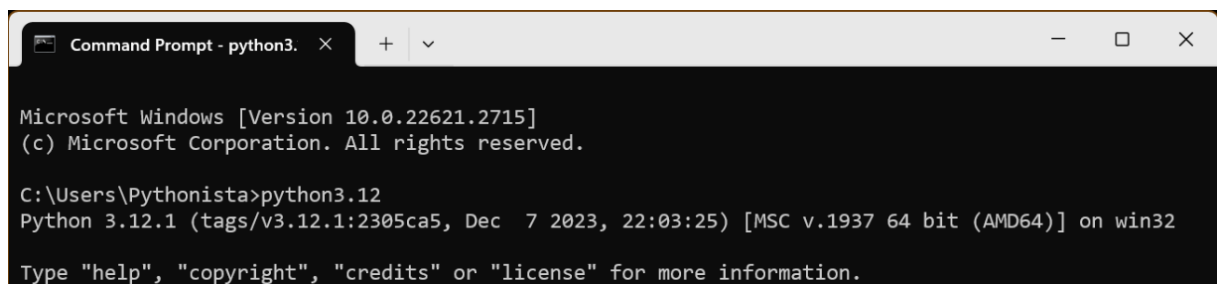 Command Prompt - python3.
Microsoft Windows [Version 10.0.22621.2715]
(c) Microsoft Corporation. All rights reserved.
C:\Users\Pythonista>python3.12
Python 3.12.1 (tags/v3.12.1:2305ca5, Dec  7 2023, 22:03:25) [MSC v.1937 64 bit (AMD64)] on win32
Type "help", "copyright", "credits" or "license" for more information.